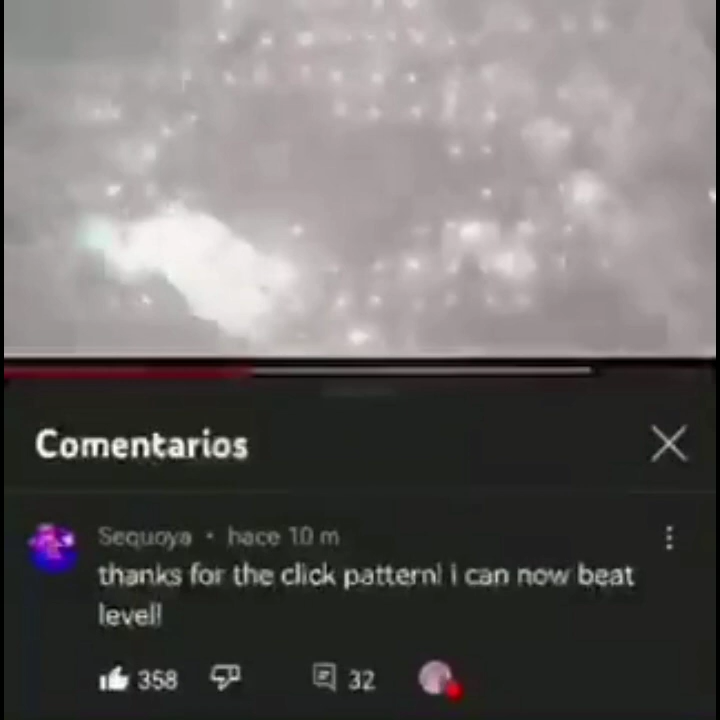 Comentarios
Sequoya · hace 10 m
thanks for the click pattern! i can now beat
level!
358
32